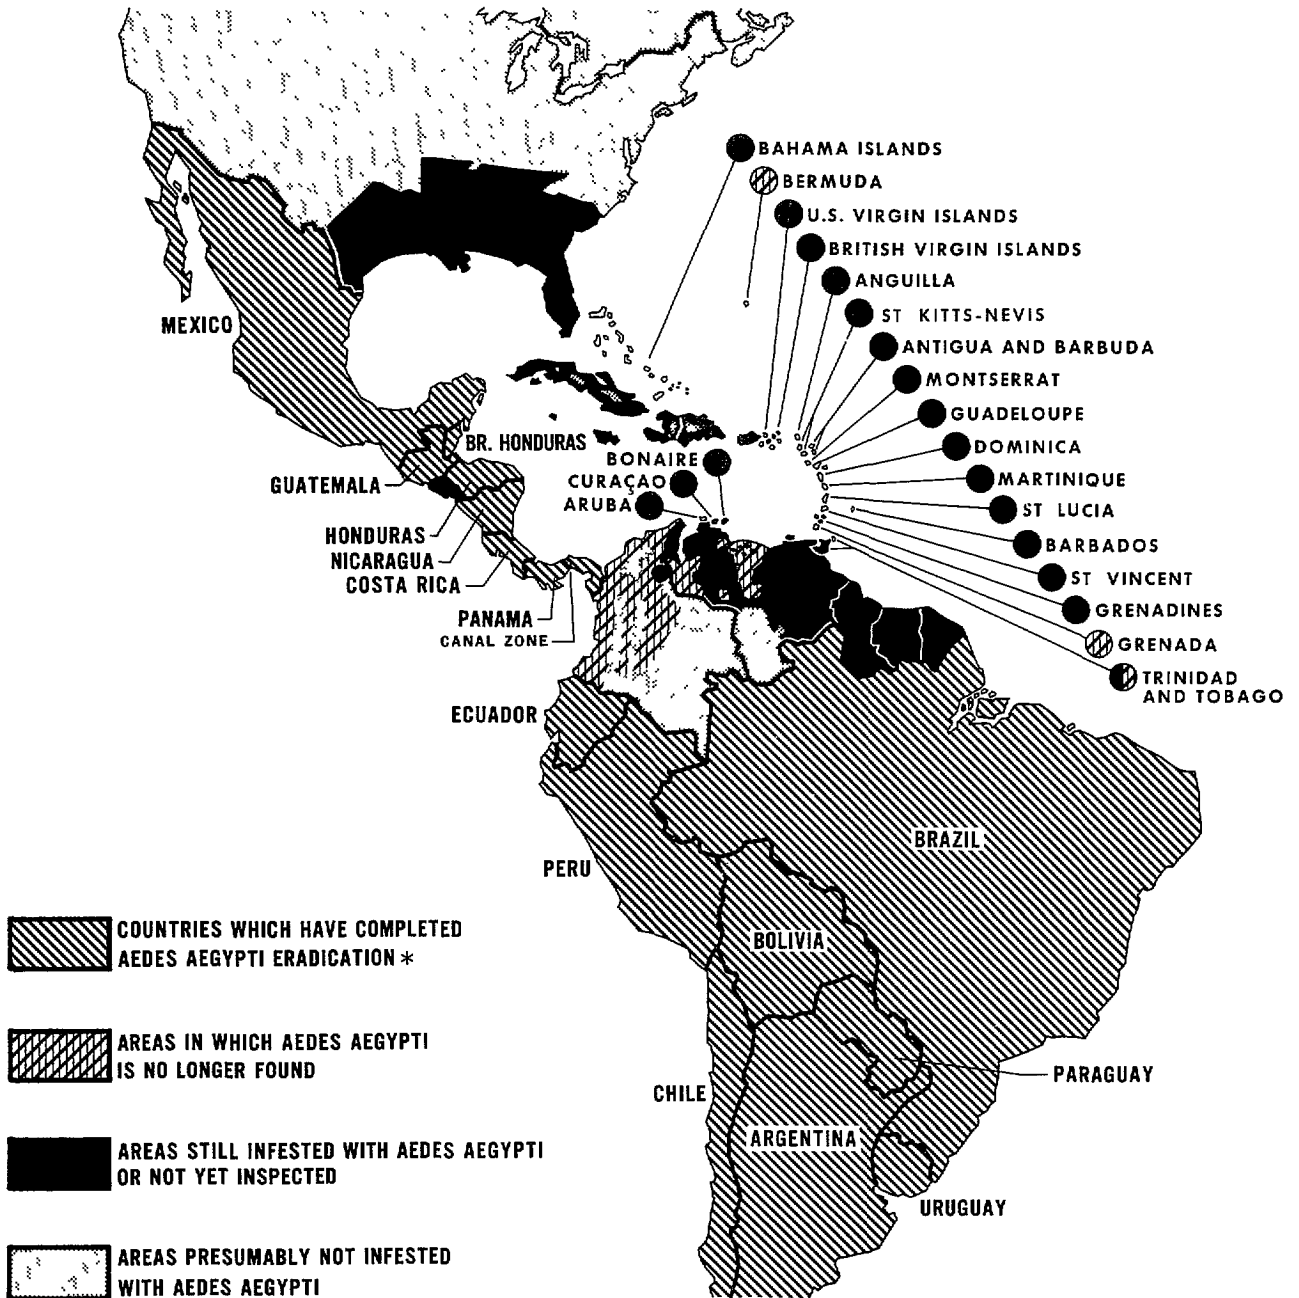 BAHAMA ISLANDS
BERMUDA
U.S. VIRGIN ISLANDS
BRITISH VIRGIN ISLANDS
ANGUILLA
ST KITTS-NEVIS
ANTIGUA AND BARBUDA
MONTSERRAT
GUADELOUPE
DOMINICA
MARTINIQUE
ST LUCIA
BARBADOS
ST VINCENT
GRENADINES
GRENADA
TRINIDAD
AND TOBAGO
MEXICO
BR. HONDURAS
BONAIRE
CURAÇAO
ARUBA
GUATEMALA
HONDURAS
NICARAGUA
COSTA RICA
PANAMA
CANAL ZONE
ECUADOR
PERU
BRAZIL
BOLIVIA
CHILE
PARAGUAY
ARGENTINA
URUGUAY
COUNTRIES WHICH HAVE COMPLETED
AEDES AEGYPTI ERADICATION *
AREAS IN WHICH AEDES AEGYPTI
IS NO LONGER FOUND
AREAS STILL INFESTED WITH AEDES AEGYPTI
OR NOT YET INSPECTED
AREAS PRESUMABLY NOT INFESTED
WITH AEDES AEGYPTI